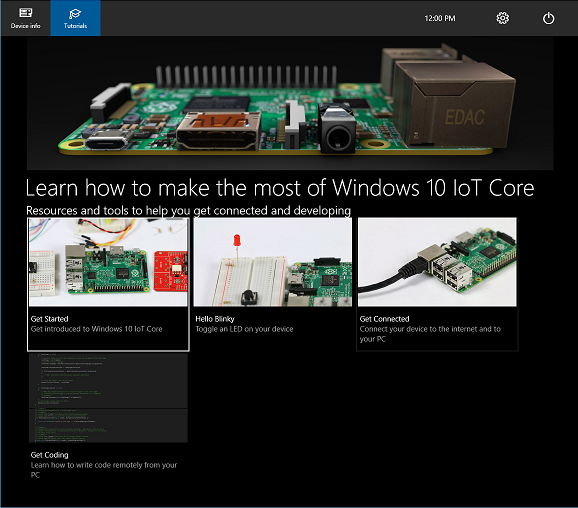 Device info
Tutorials
12:00 PM
EDAC
Learn how to make the most of Windows 10 IoT Core
Resources and tools to help you get connected and developing
Get Started
Get introduced to Windows 10 IoT Core
Hello Blinky
Toggle an LED on your device
Get Connected
Connect your device to the internet and to
your PC
Get Coding
Learn how to write code remotely from your
PC